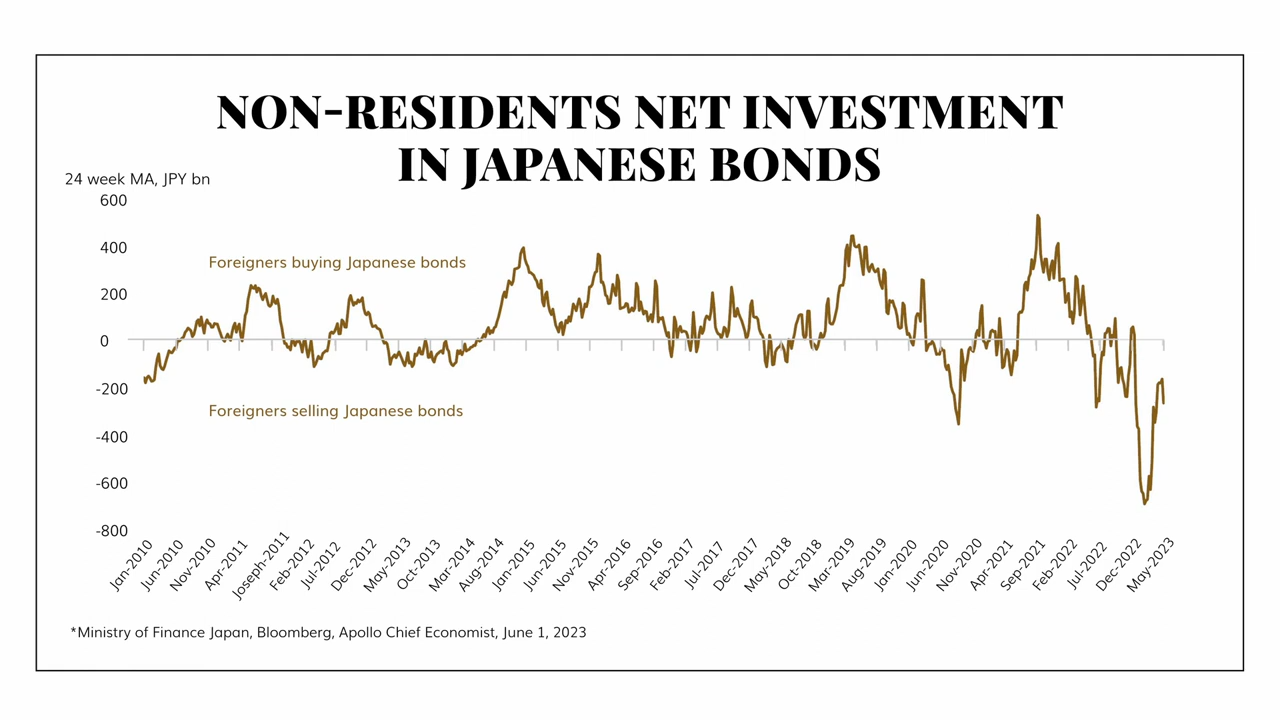 NON-RESIDENTS NET INVESTMENT
IN JAPANESE BONDS
24 week MA, JPY bn
600
400
200
0
-200
-400
-600
-800
Foreigners buying Japanese bonds
Foreigners selling Japanese bonds
Jan-2010
Jun-2010
Nov-2010
Apr-2011
Joseph-2011
Feb-2012
Jul-2012
Dec-2012
May-2013
Oct-2013
Mar-2014
Aug-2014
Jan-2015
Jun-2015
Nov-2015
Apr-2016
Sep-2016
Feb-2017
Jul-2017
Dec-2017
May-2018
Oct-2018
Mar-2019
Aug-2019
Jan-2020
Jun-2020
Nov-2020
Apr-2021
Sep-2021
Feb-2022
Jul-2022
Dec-2022
May-2023
*Ministry of Finance Japan, Bloomberg, Apollo Chief Economist, June 1, 2023